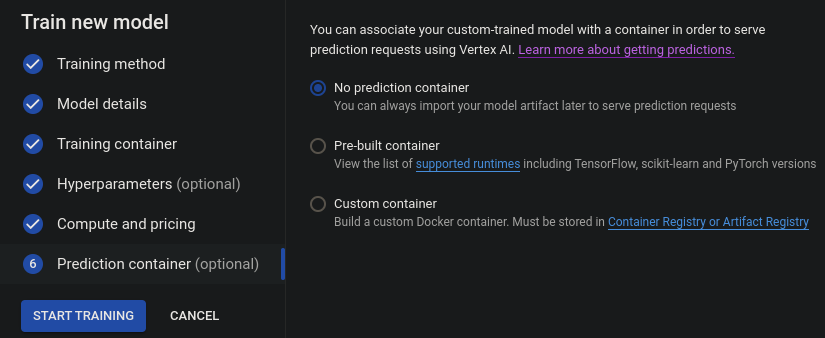 Train new model
Training method
Model details
Training container
Hyperparameters (optional)
Compute and pricing
6 Prediction container (optional)
START TRAINING CANCEL
You can associate your custom-trained model with a container in order to serve
prediction requests using Vertex AI. Learn more about getting predictions.
No prediction container
You can always import your model artifact later to serve prediction requests
Pre-built container
View the list of supported runtimes including TensorFlow, scikit-learn and PyTorch versions
Custom container
Build a custom Docker container. Must be stored in Container Registry or Artifact Registry